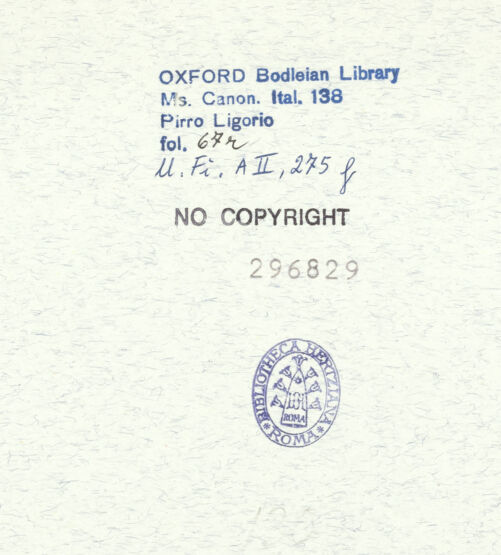 OXFORD Bodleian Library
Ms. Canon. Ital. 138
Pirro Ligorio
fol. 67r
U. Fi. A II, 275 f
NO COPYRIGHT
296829
BIBLIOTHECA HERTZIANA
ROMA
* ROMA *